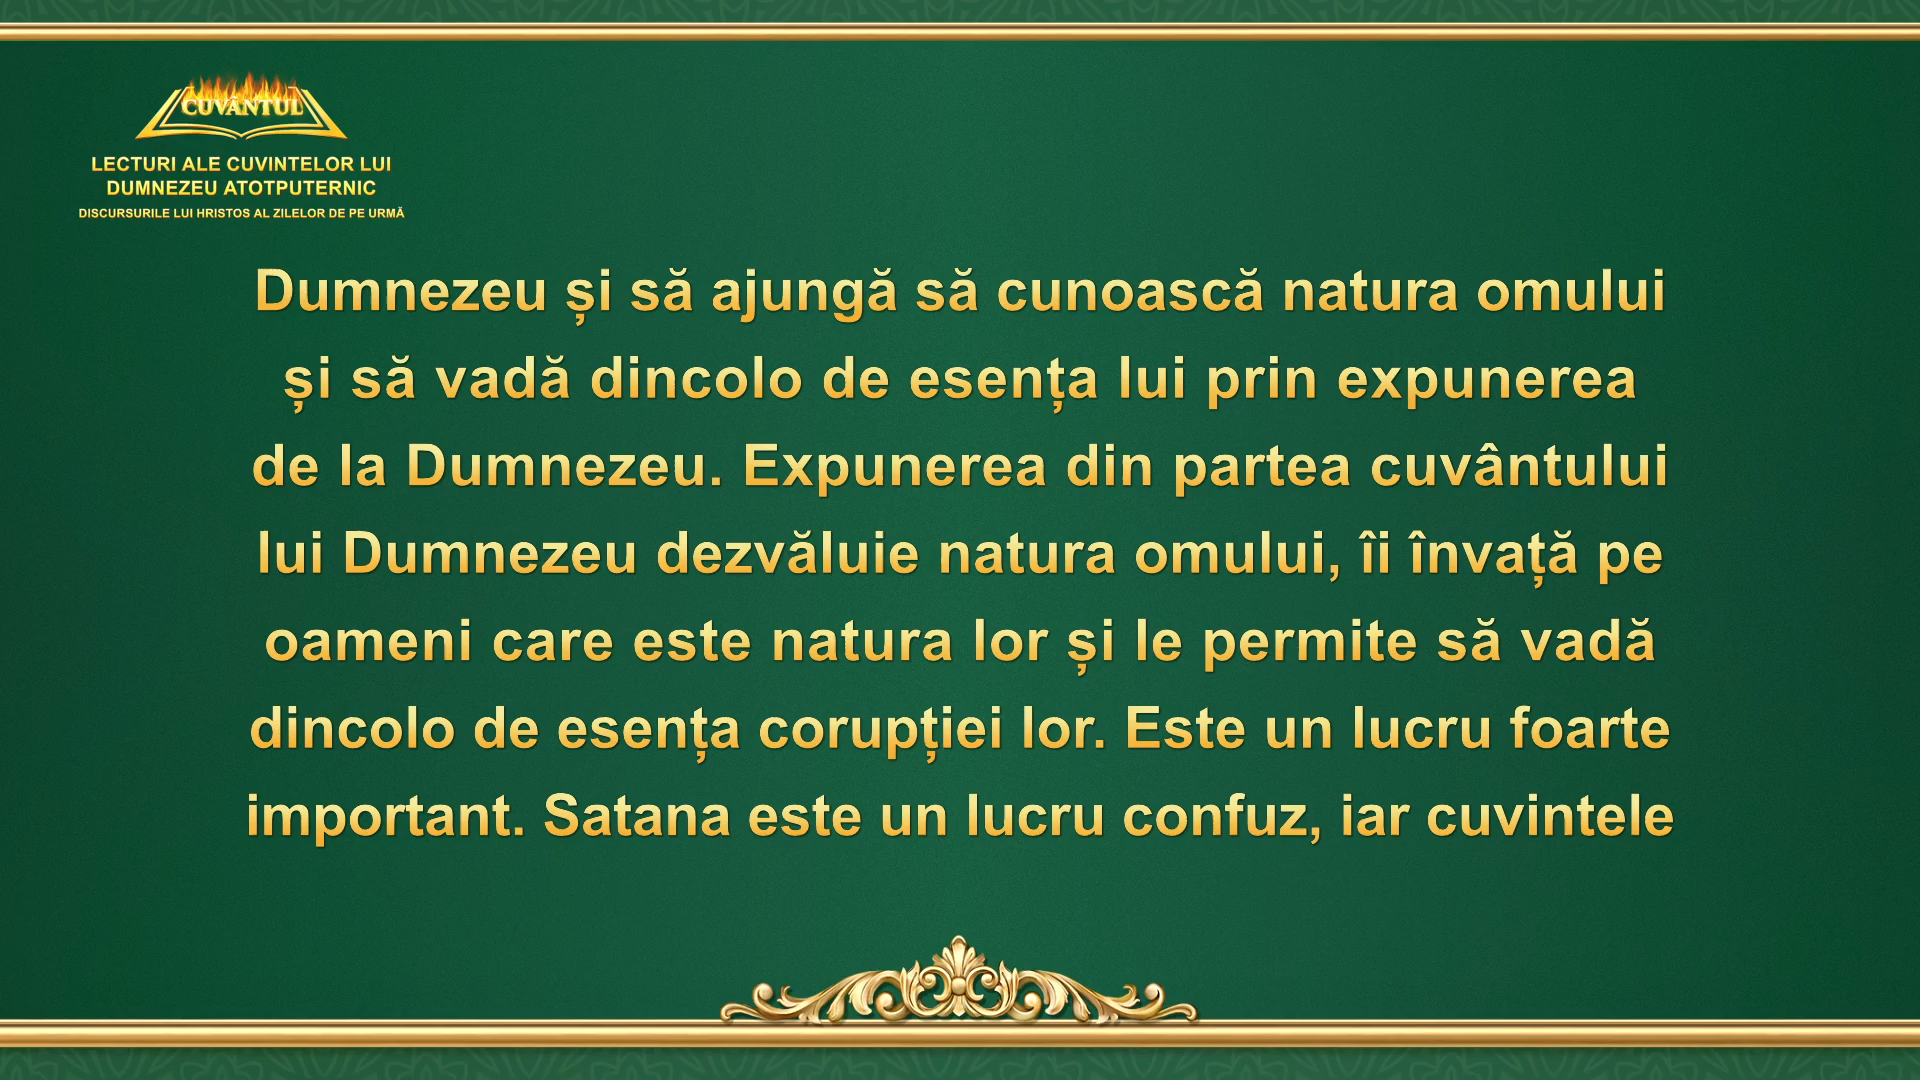 CUVÂNTUL
LECTURI ALE CUVINTELOR LUI
DUMNEZEU ATOTPUTERNIC
DISCURSURILE LUI HRISTOS AL ZILELOR DE PE URMĂ
Dumnezeu și să ajungă să cunoască natura omului
și să vadă dincolo de esența lui prin expunerea
de la Dumnezeu. Expunerea din partea cuvântului
lui Dumnezeu dezvăluie natura omului, îi învață pe
oameni care este natura lor și le permite să vadă
dincolo de esența corupției lor. Este un lucru foarte
important. Satana este un lucru confuz, iar cuvintele